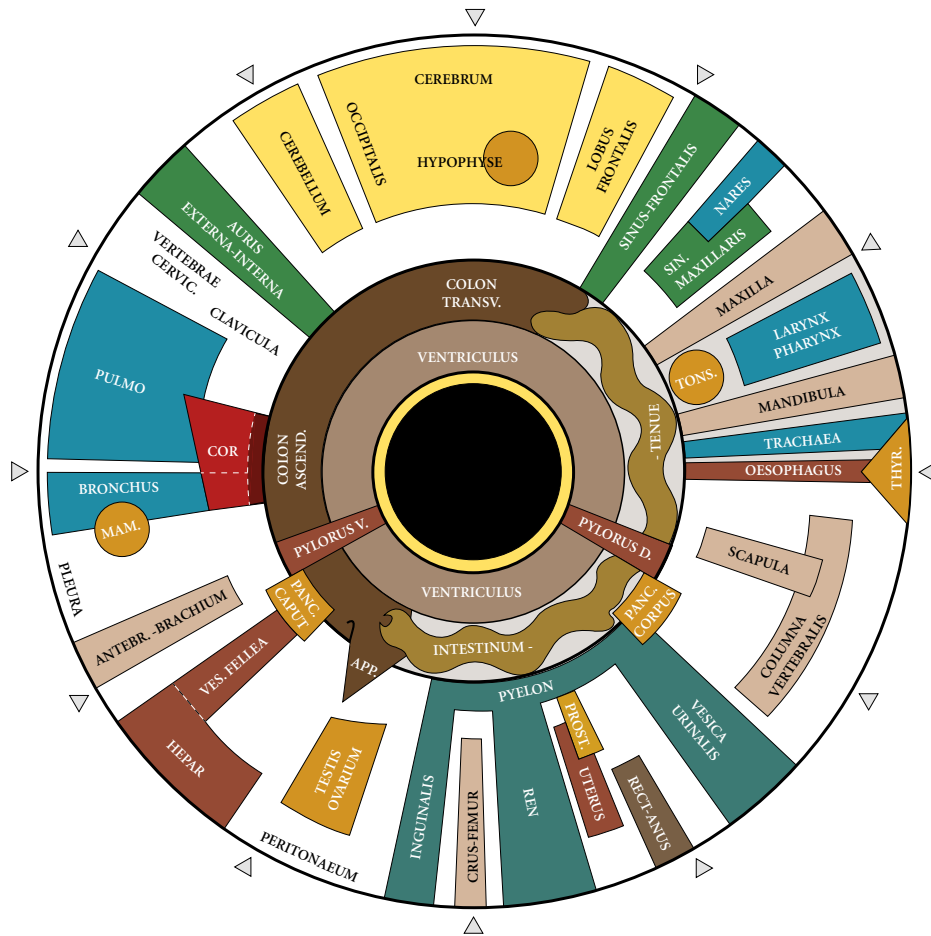 CEREBRUM
OCCIPITALIS
HYPOPHYSE
CEREBELLUM
LOBUS
FRONTALIS
SINUS-FRONTALIS
NARES
SIN.
MAXILLARIS
MAXILLA
LARYNX
PHARYNX
TONS.
MANDIBULA
TRACHAEA
OESOPHAGUS
THYR.
SCAPULA
COLUMNA
VERTEBRALIS
VESICA
URINALIS
RECT-ANUS
UTERUS
PROST.
REN
CRUS-FEMUR
INGUINALIS
PYELON
PERITONAEUM
TESTIS
OVARIUM
HEPAR
VES. FELLEA
ANTEBR. -BRACHIUM
PLEURA
MAM.
BRONCHUS
COR
PULMO
CLAVICULA
VERTEBRAE
CERVIC.
AURIS
EXTERNA-INTERNA
COLON
TRANSV.
VENTRICULUS
COLON
ASCEND.
- TENUE
PYLORUS V.
PYLORUS D.
PANC.
CAPUT
PANC.
CORPUS
VENTRICULUS
APP.
INTESTINUM -